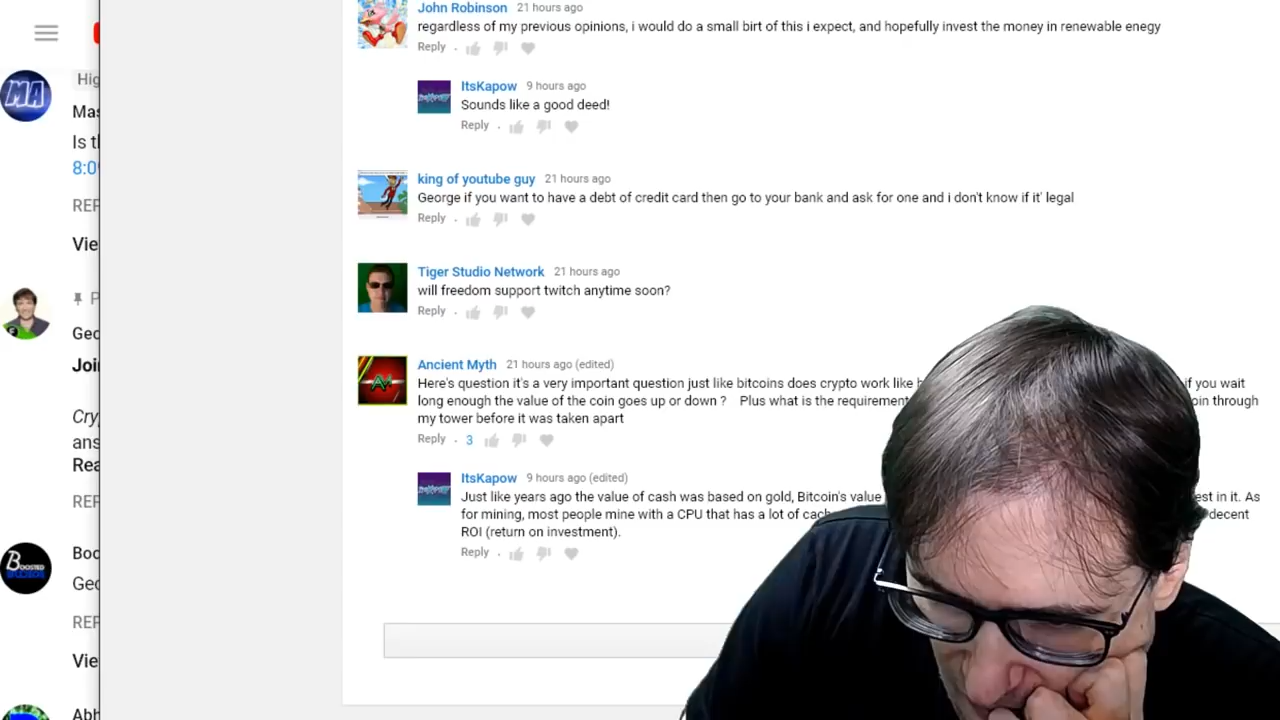 Hig
Mas
Is th
8:0
REP
Vie
P
Geo
Joi
Cry
ans
Rea
REP
Boo
Geo
REP
Vie
Abh
John Robinson 21 hours ago
regardless of my previous opinions, i would do a small birt of this i expect, and hopefully invest the money in renewable enegy
Reply
ItsKapow 9 hours ago
Sounds like a good deed!
Reply
king of youtube guy 21 hours ago
George if you want to have a debt of credit card then go to your bank and ask for one and i don't know if it' legal
Reply
Tiger Studio Network 21 hours ago
will freedom support twitch anytime soon?
Reply
Ancient Myth 21 hours ago (edited)
Here's question it's a very important question just like bitcoins does crypto work like if you wait
long enough the value of the coin goes up or down ? Plus what is the requirement oin through
my tower before it was taken apart
Reply 3
ItsKapow 9 hours ago (edited)
Just like years ago the value of cash was based on gold, Bitcoin's value est in it. As
for mining, most people mine with a CPU that has a lot of cach decent
ROI (return on investment).
Reply
MA
BOOSTED